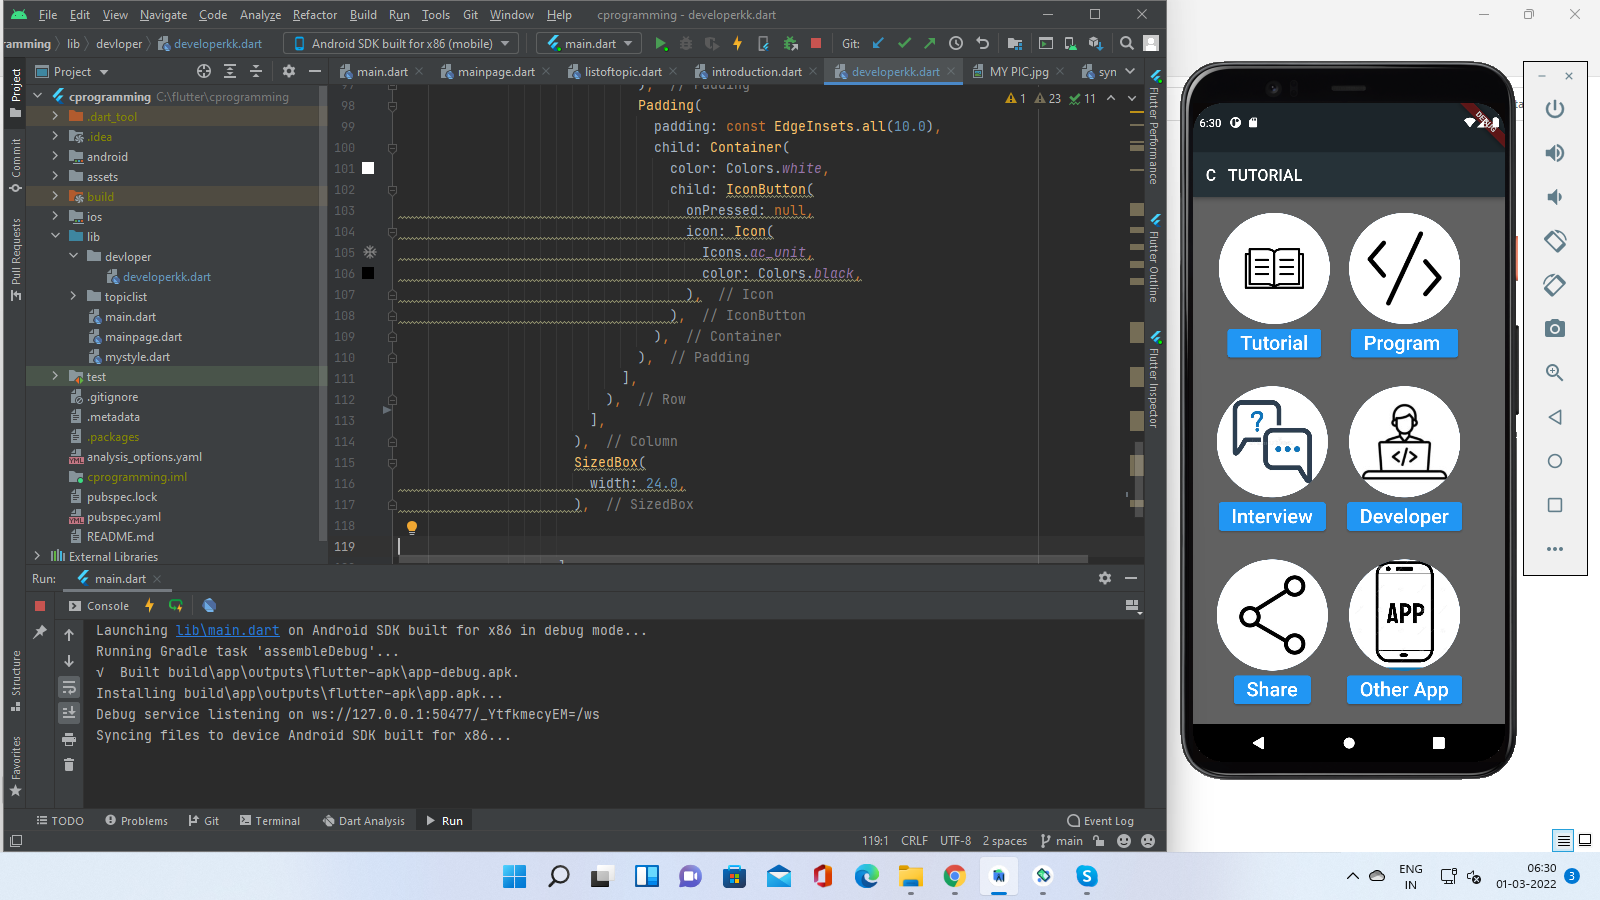 File Edit View Navigate Code Analyze Refactor Build Run Tools Git Window Help cprogramming - developerkk.dart
ramming lib devloper developerkk.dart Android SDK built for x86 (mobile) main.dart Git:
Project main.dart mainpage.dart listoftopic.dart introduction.dart developerkk.dart MY PIC.jpg syn
Project
Commit
Pull Requests
Structure
Favorites
cprogramming C:\flutter\cprogramming
.dart_tool
.idea
android
assets
build
ios
lib
devloper
developerkk.dart
topiclist
main.dart
mainpage.dart
mystyle.dart
test
.gitignore
.metadata
.packages
analysis_options.yaml
cprogramming.iml
pubspec.lock
pubspec.yaml
README.md
External Libraries
1 23 11
97 ), // Padding
98 Padding(
99 padding: const EdgeInsets.all(10.0),
100 child: Container(
101 color: Colors.white,
102 child: IconButton(
103 onPressed: null,
104 icon: Icon(
105 Icons.ac_unit,
106 color: Colors.black,
107 ), // Icon
108 ), // IconButton
109 ), // Container
110 ), // Padding
111 ],
112 ), // Row
113 ],
114 ), // Column
115 SizedBox(
116 width: 24.0,
117 ), // SizedBox
118
119
Flutter Performance
Flutter Outline
Flutter Inspector
Run: main.dart
Console
Launching lib\main.dart on Android SDK built for x86 in debug mode...
Running Gradle task 'assembleDebug'...
√ Built build\app\outputs\flutter-apk\app-debug.apk.
Installing build\app\outputs\flutter-apk\app.apk...
Debug service listening on ws://127.0.0.1:50477/_YtfkmecyEM=/ws
Syncing files to device Android SDK built for x86...
TODO Problems Git Terminal Dart Analysis Run Event Log
119:1 CRLF UTF-8 2 spaces main
6:30
DEBUG
C TUTORIAL
Tutorial Program
Interview Developer
APP
Share Other App
ENG
IN
06:30
01-03-2022
3